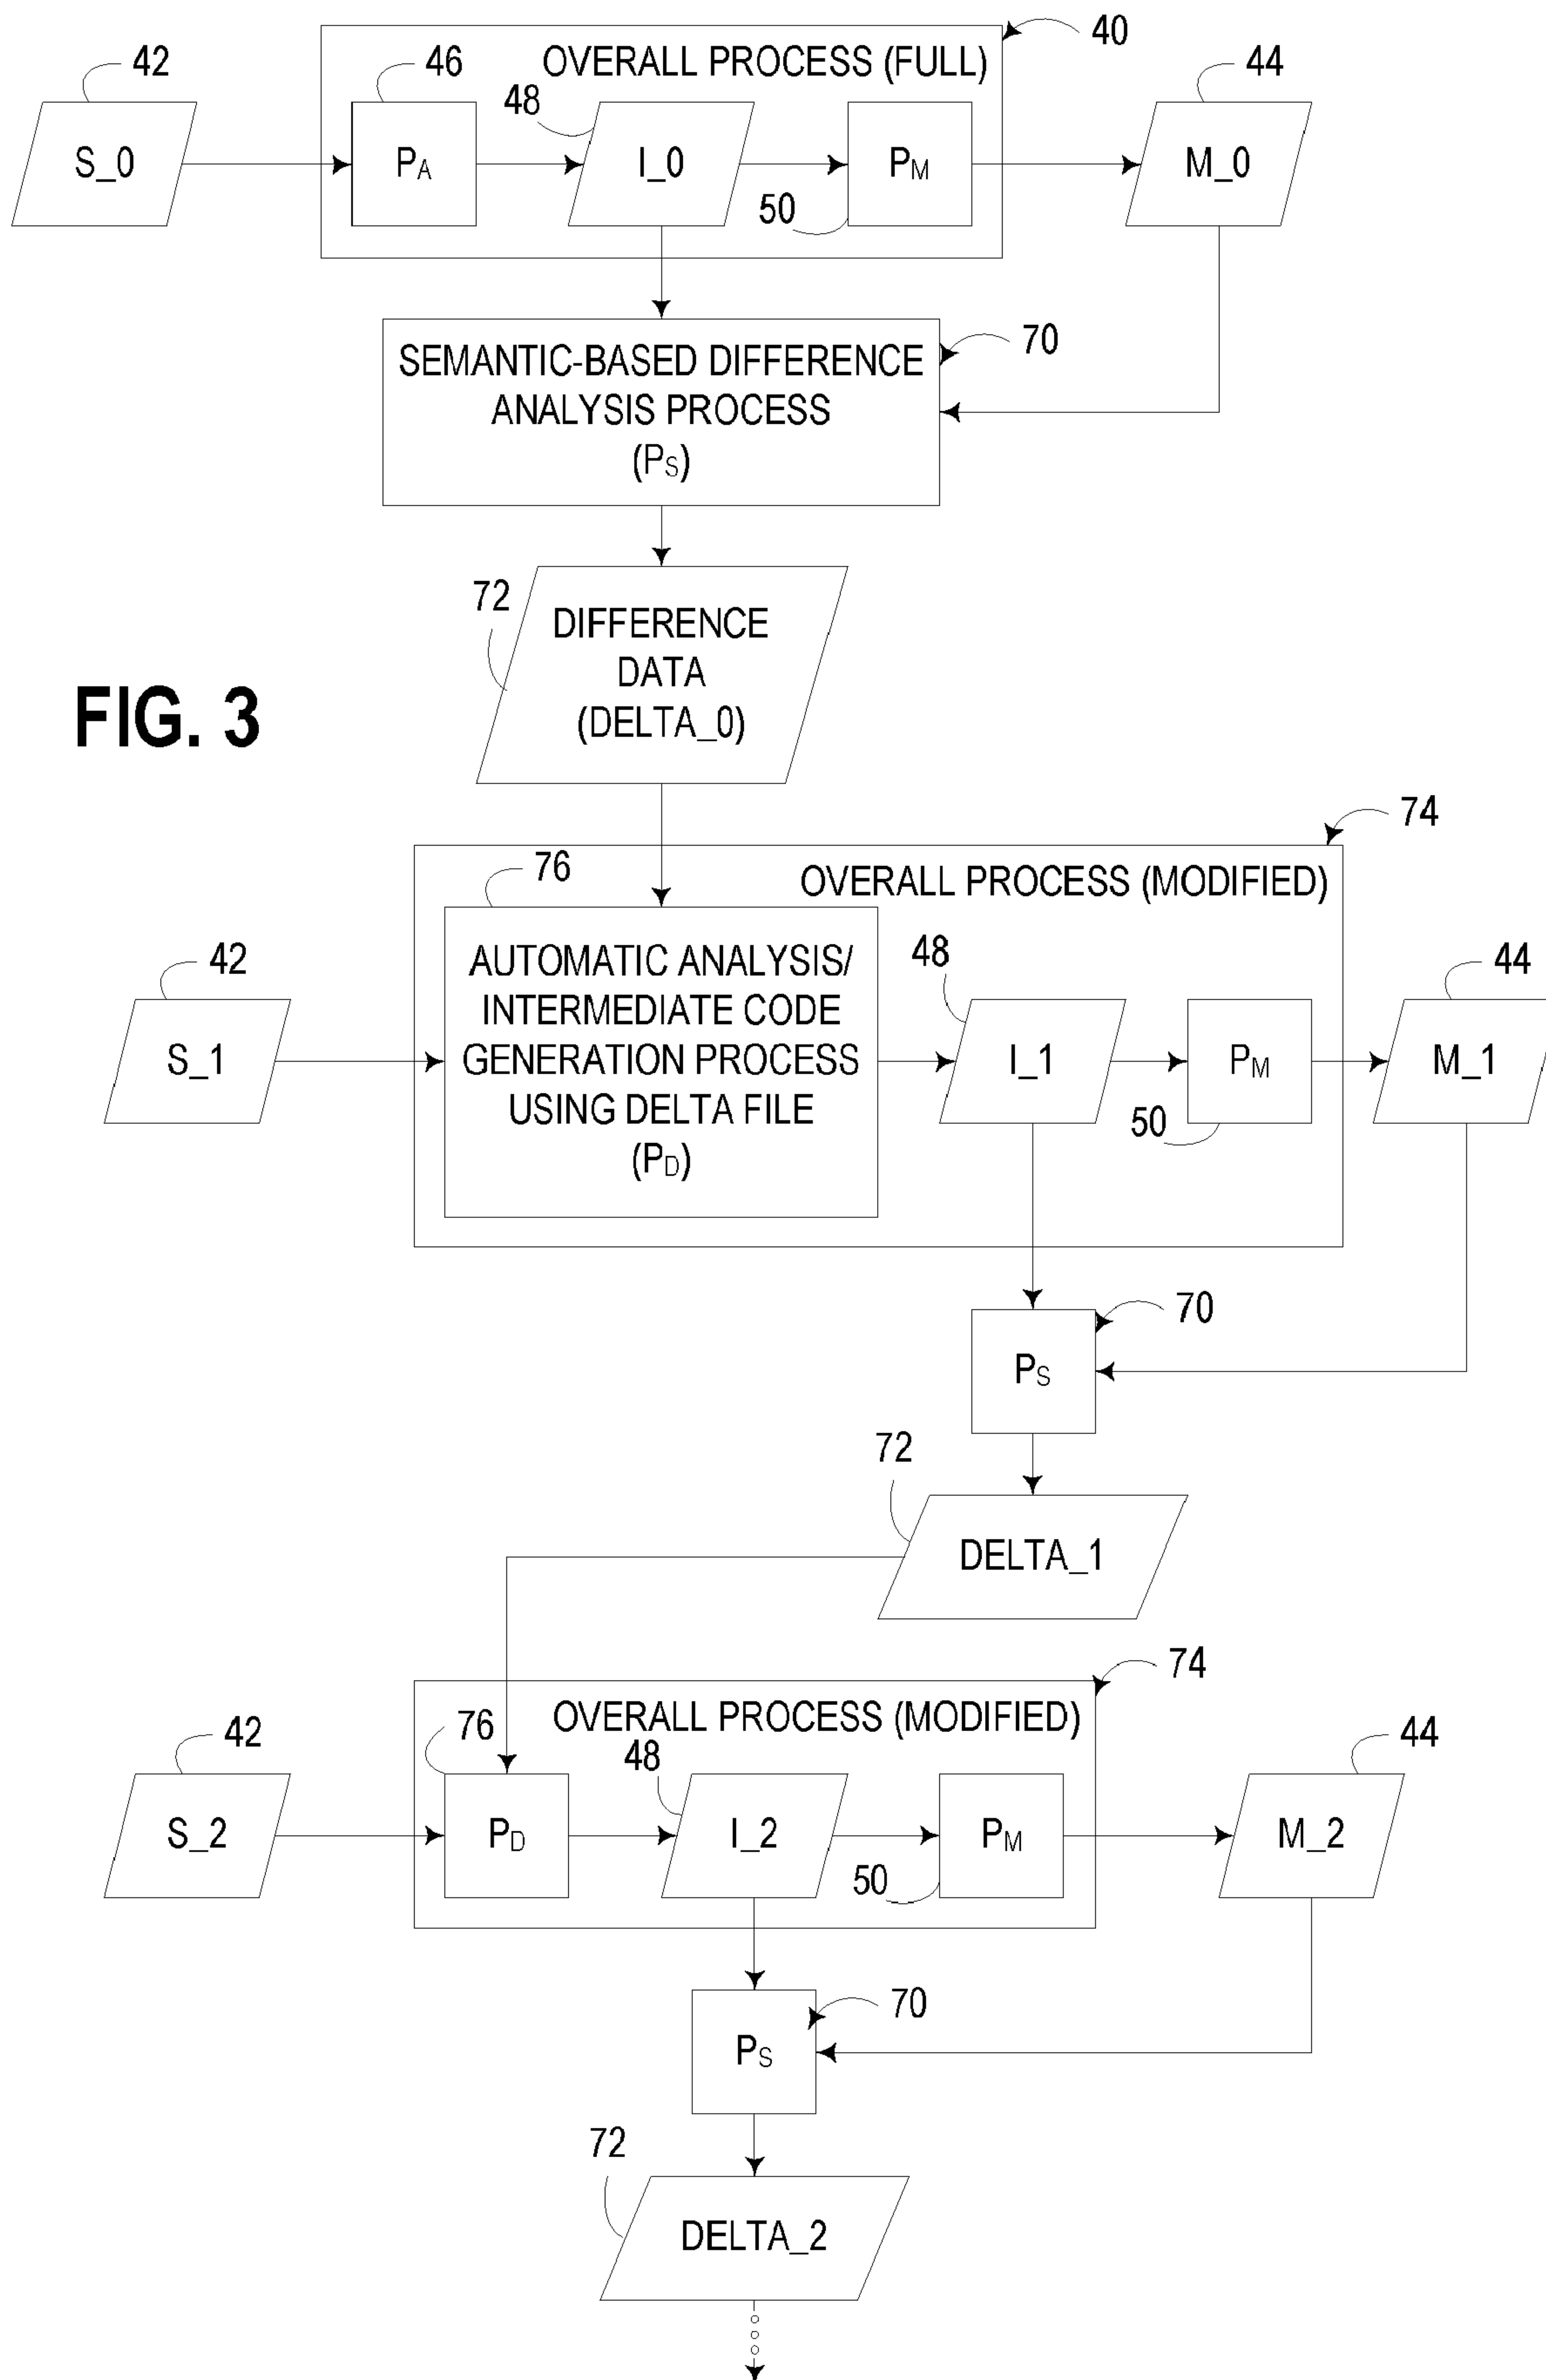 40
OVERALL PROCESS (FULL)
42
46
48
44
S_0
PA
I_0
PM
M_0
50
70
SEMANTIC-BASED DIFFERENCE
ANALYSIS PROCESS
(PS)
72
DIFFERENCE
DATA
(DELTA_0)
FIG. 3
74
76
OVERALL PROCESS (MODIFIED)
42
48
44
AUTOMATIC ANALYSIS/
INTERMEDIATE CODE
GENERATION PROCESS
USING DELTA FILE
(PD)
S_1
I_1
PM
M_1
50
70
PS
72
DELTA_1
74
OVERALL PROCESS (MODIFIED)
42
76
48
44
S_2
PD
I_2
PM
M_2
50
70
PS
72
DELTA_2